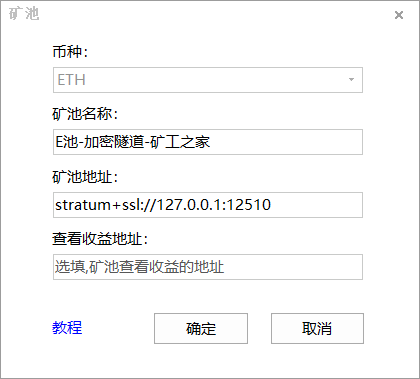 矿池
币种：
ETH
矿池名称：
E池-加密隧道-矿工之家
矿池地址：
stratum+ssl://127.0.0.1:12510
查看收益地址：
选填,矿池查看收益的地址
教程
确定
取消